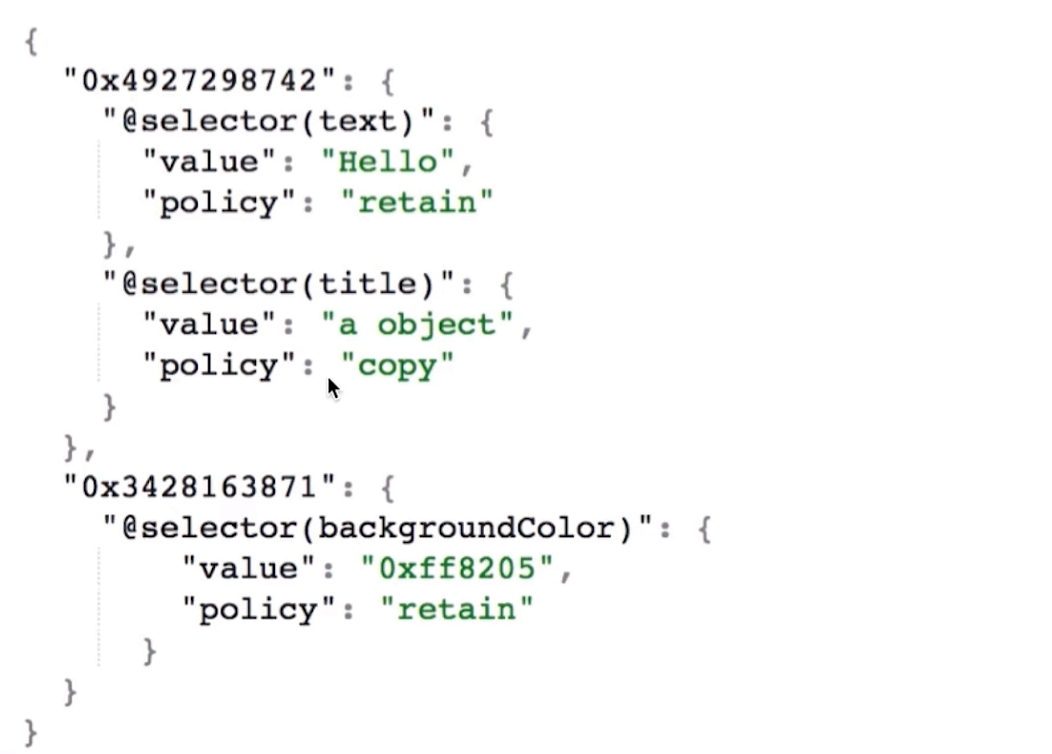 {
"0x4927298742": {
"@selector(text)": {
"value": "Hello",
"policy": "retain"
},
"@selector(title)": {
"value": "a object",
"policy": "copy"
}
},
"0x3428163871": {
"@selector(backgroundColor)": {
"value": "0xff8205",
"policy": "retain"
}
}
}